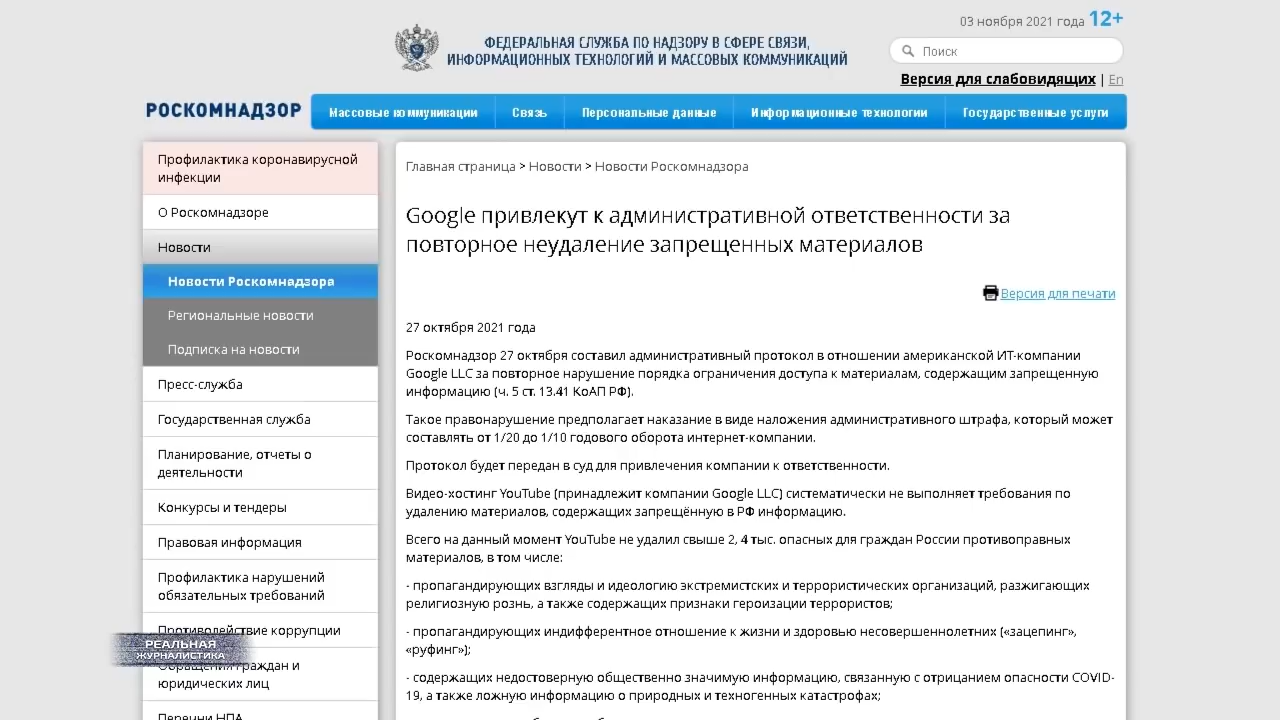 03 ноября 2021 года 12+
ФЕДЕРАЛЬНАЯ СЛУЖБА ПО НАДЗОРУ В СФЕРЕ СВЯЗИ,
ИНФОРМАЦИОННЫХ ТЕХНОЛОГИЙ И МАССОВЫХ КОММУНИКАЦИЙ
Поиск
Версия для слабовидящих | En
РОСКОМНАДЗОР
Массовые коммуникации
Связь
Персональные данные
Информационные технологии
Государственные услуги
Профилактика коронавирусной
инфекции
О Роскомнадзоре
Новости
Новости Роскомнадзора
Региональные новости
Подписка на новости
Пресс-служба
Государственная служба
Планирование, отчеты о
деятельности
Конкурсы и тендеры
Правовая информация
Профилактика нарушений
обязательных требований
Противодействие коррупции
Обращения граждан и
юридических лиц
Перечни НПА
РЕАЛЬНАЯ
ЖУРНАЛИСТИКА
Главная страница > Новости > Новости Роскомнадзора
Google привлекут к административной ответственности за
повторное неудаление запрещенных материалов
Версия для печати
27 октября 2021 года
Роскомнадзор 27 октября составил административный протокол в отношении американской ИТ-компании
Google LLC за повторное нарушение порядка ограничения доступа к материалам, содержащим запрещенную
информацию (ч. 5 ст. 13.41 КоАП РФ).
Такое правонарушение предполагает наказание в виде наложения административного штрафа, который может
составлять от 1/20 до 1/10 годового оборота интернет-компании.
Протокол будет передан в суд для привлечения компании к ответственности.
Видео-хостинг YouTube (принадлежит компании Google LLC) систематически не выполняет требования по
удалению материалов, содержащих запрещённую в РФ информацию.
Всего на данный момент YouTube не удалил свыше 2, 4 тыс. опасных для граждан России противоправных
материалов, в том числе:
- пропагандирующих взгляды и идеологию экстремистских и террористических организаций, разжигающих
религиозную рознь, а также содержащих признаки героизации террористов;
- пропагандирующих индифферентное отношение к жизни и здоровью несовершеннолетних («зацепинг»,
«руфинг»);
- содержащих недостоверную общественно значимую информацию, связанную с отрицанием опасности COVID-
19, а также ложную информацию о природных и техногенных катастрофах;